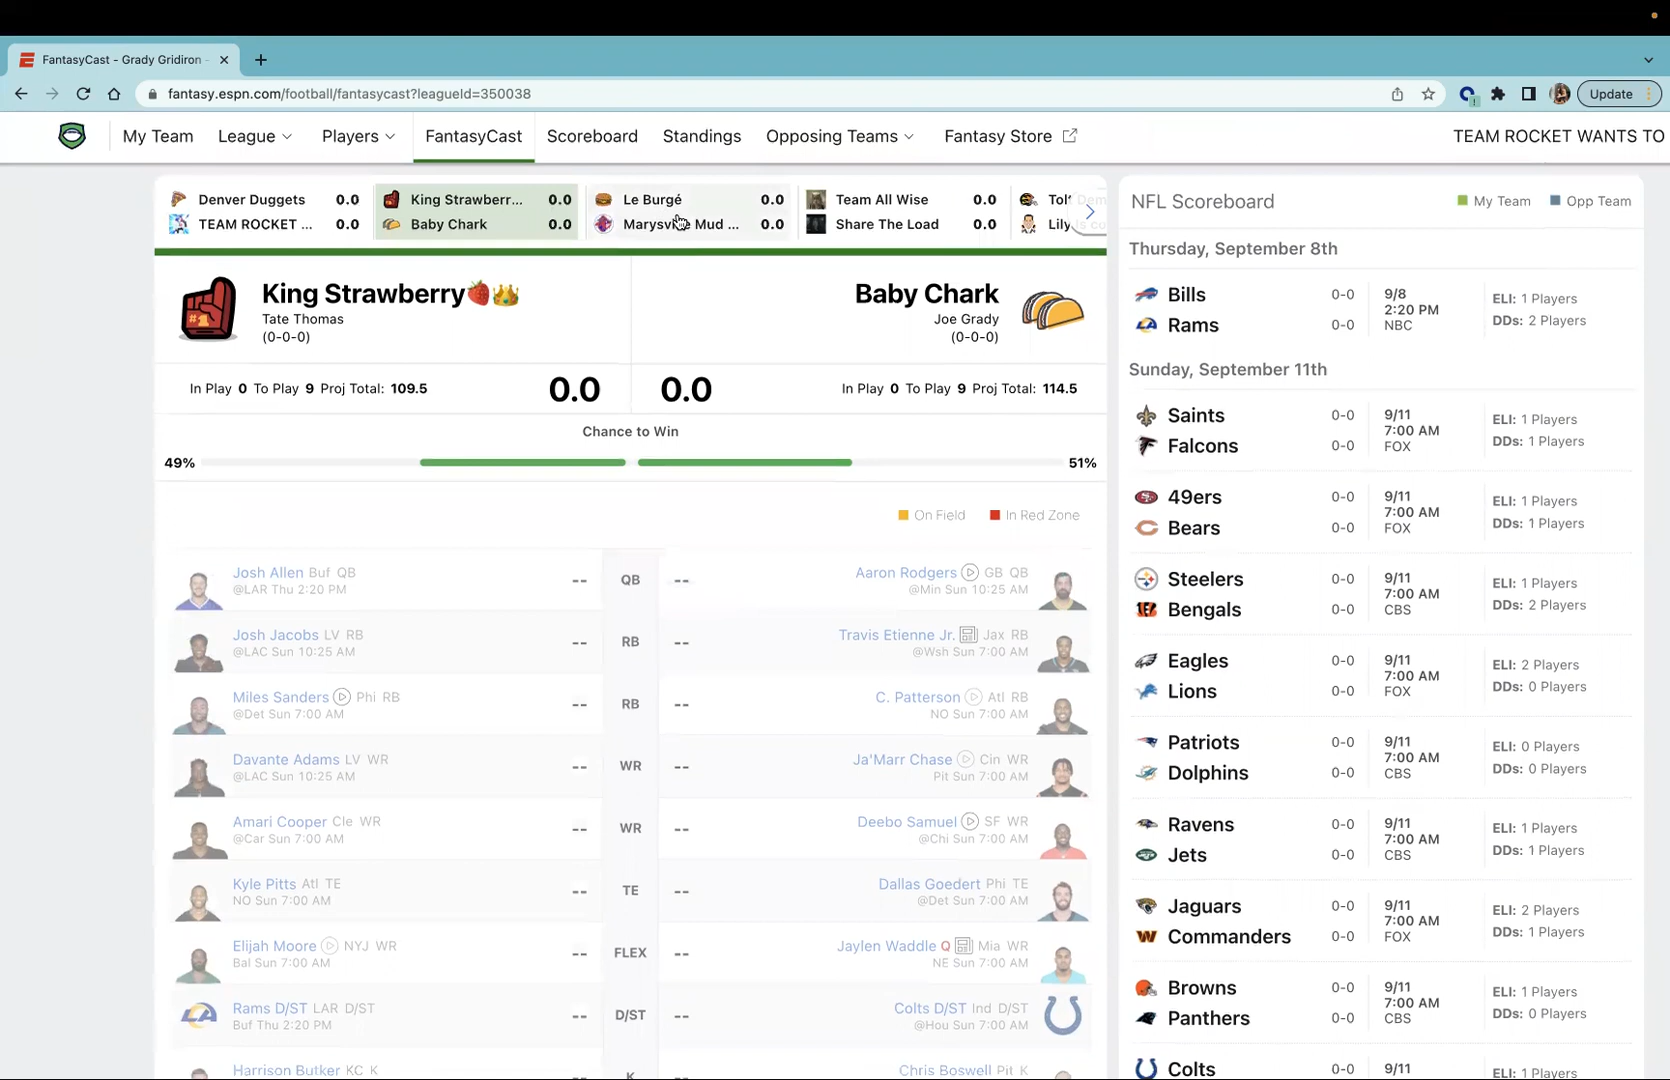 FantasyCast - Grady Gridiron -
fantasy.espn.com/football/fantasycast?leagueId=350038
Update
My Team League Players FantasyCast Scoreboard Standings Opposing Teams Fantasy Store TEAM ROCKET WANTS TO
Denver Duggets 0.0
TEAM ROCKET ... 0.0
King Strawberr... 0.0
Baby Chark 0.0
Le Burgé 0.0
Marysville Mud ... 0.0
Team All Wise 0.0
Share The Load 0.0
King Strawberry
Tate Thomas
(0-0-0)
Baby Chark
Joe Grady
(0-0-0)
In Play 0 To Play 9 Proj Total: 109.5 0.0
0.0 In Play 0 To Play 9 Proj Total: 114.5
Chance to Win
49% 51%
On Field In Red Zone
Josh Allen Buf QB
@LAR Thu 2:20 PM
-- QB --
Aaron Rodgers GB QB
@Min Sun 10:25 AM
Josh Jacobs LV RB
@LAC Sun 10:25 AM
-- RB --
Travis Etienne Jr. Jax RB
@Wsh Sun 7:00 AM
Miles Sanders Phi RB
@Det Sun 7:00 AM
-- RB --
C. Patterson Atl RB
NO Sun 7:00 AM
Davante Adams LV WR
@LAC Sun 10:25 AM
-- WR --
Ja'Marr Chase Cin WR
Pit Sun 7:00 AM
Amari Cooper Cle WR
@Car Sun 7:00 AM
-- WR --
Deebo Samuel SF WR
@Chi Sun 7:00 AM
Kyle Pitts Atl TE
NO Sun 7:00 AM
-- TE --
Dallas Goedert Phi TE
@Det Sun 7:00 AM
Elijah Moore NYJ WR
Bal Sun 7:00 AM
-- FLEX --
Jaylen Waddle Q Mia WR
NE Sun 7:00 AM
Rams D/ST LAR D/ST
Buf Thu 2:20 PM
-- D/ST --
Colts D/ST Ind D/ST
@Hou Sun 7:00 AM
Harrison Butker KC K
-- K --
Chris Boswell Pit K
NFL Scoreboard My Team Opp Team
Thursday, September 8th
Bills 0-0
Rams 0-0
9/8
2:20 PM
NBC
ELI: 1 Players
DDs: 2 Players
Sunday, September 11th
Saints 0-0
Falcons 0-0
9/11
7:00 AM
FOX
ELI: 1 Players
DDs: 1 Players
49ers 0-0
Bears 0-0
9/11
7:00 AM
FOX
ELI: 1 Players
DDs: 1 Players
Steelers 0-0
Bengals 0-0
9/11
7:00 AM
CBS
ELI: 1 Players
DDs: 2 Players
Eagles 0-0
Lions 0-0
9/11
7:00 AM
FOX
ELI: 2 Players
DDs: 0 Players
Patriots 0-0
Dolphins 0-0
9/11
7:00 AM
CBS
ELI: 0 Players
DDs: 0 Players
Ravens 0-0
Jets 0-0
9/11
7:00 AM
CBS
ELI: 1 Players
DDs: 1 Players
Jaguars 0-0
Commanders 0-0
9/11
7:00 AM
FOX
ELI: 2 Players
DDs: 1 Players
Browns 0-0
Panthers 0-0
9/11
7:00 AM
CBS
ELI: 1 Players
DDs: 0 Players
Colts 0-0
9/11
ELI: 1 Players